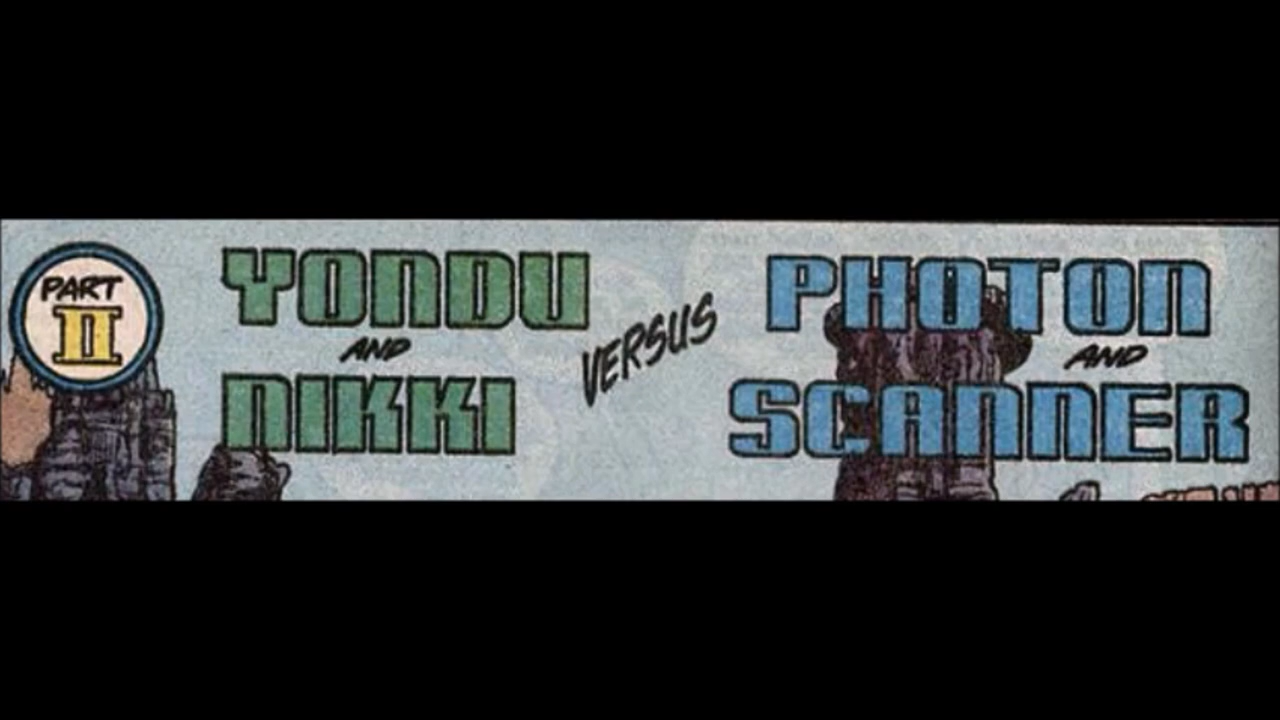 PART
II
YONDU
AND
NIKKI
VERSUS
PHOTON
AND
SCANNER